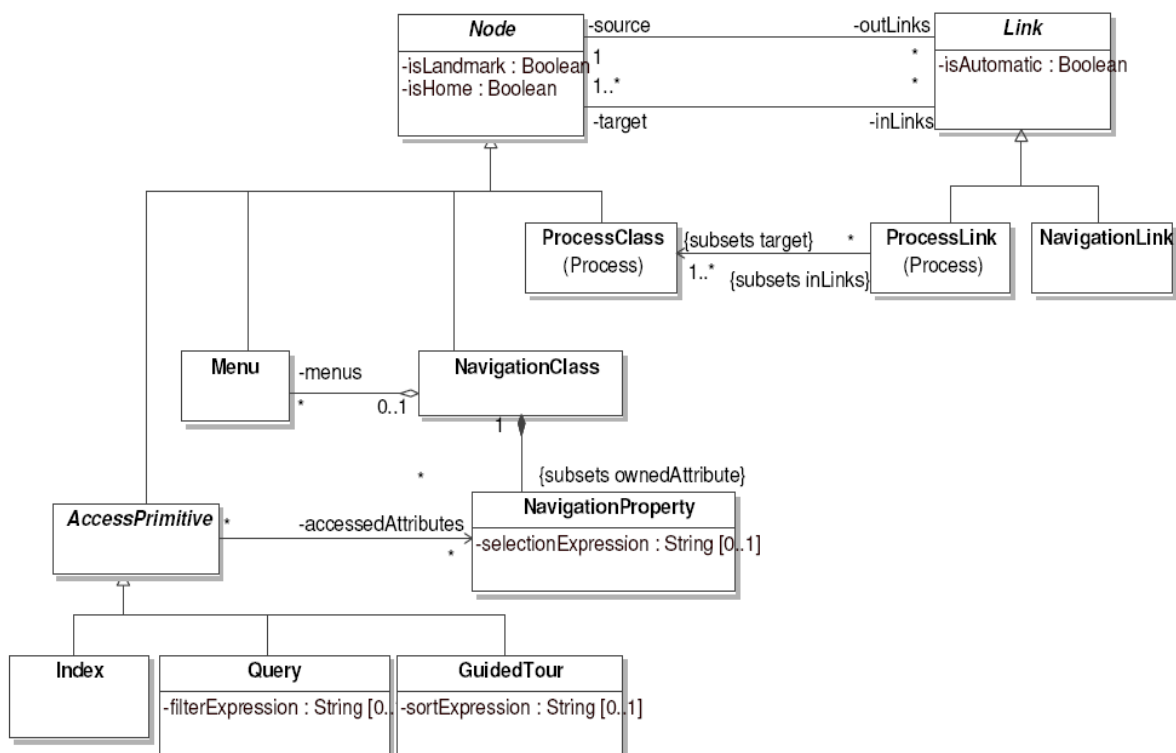 Node
-source
-outLinks
Link
-isLandmark : Boolean
1
*
-isAutomatic : Boolean
-isHome : Boolean
1..*
*
-target
-inLinks
ProcessClass
(Process)
{subsets target}
*
ProcessLink
(Process)
NavigationLink
1..*
{subsets inLinks}
Menu
-menus
NavigationClass
*
0..1
1
*
{subsets ownedAttribute}
AccessPrimitive
*
-accessedAttributes
NavigationProperty
*
-selectionExpression : String [0..1]
Index
Query
GuidedTour
-filterExpression : String [0..
-sortExpression : String [0..1]